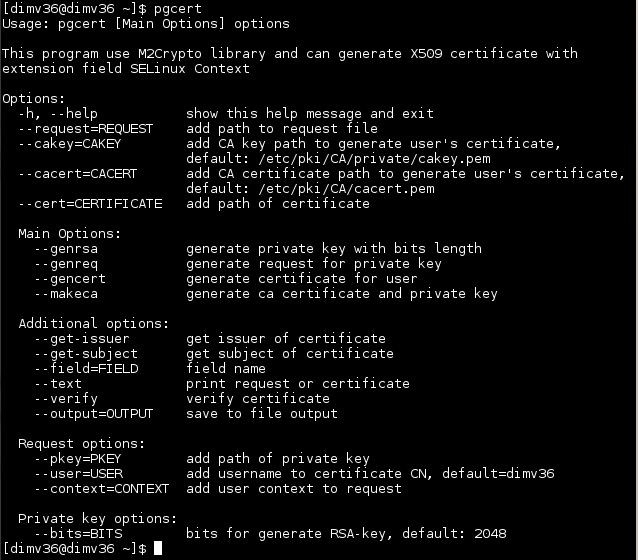 [dimv36@dimv36 ~]$ pgcert
Usage: pgcert [Main Options] options

This program use M2Crypto library and can generate X509 certificate with
extension field SELinux Context

Options:
  -h, --help            show this help message and exit
  --request=REQUEST     add path to request file
  --cakey=CAKEY         add CA key path to generate user's certificate,
                        default: /etc/pki/CA/private/cakey.pem
  --cacert=CACERT       add CA certificate path to generate user's certificate,
                        default: /etc/pki/CA/cacert.pem
  --cert=CERTIFICATE    add path of certificate

  Main Options:
    --genrsa            generate private key with bits length
    --genreq            generate request for private key
    --gencert           generate certificate for user
    --makeca            generate ca certificate and private key

  Additional options:
    --get-issuer        get issuer of certificate
    --get-subject       get subject of certificate
    --field=FIELD       field name
    --text              print request or certificate
    --verify            verify certificate
    --output=OUTPUT     save to file output

  Request options:
    --pkey=PKEY         add path of private key
    --user=USER         add username to certificate CN, default=dimv36
    --context=CONTEXT   add user context to request

  Private key options:
    --bits=BITS         bits for generate RSA-key, default: 2048
[dimv36@dimv36 ~]$